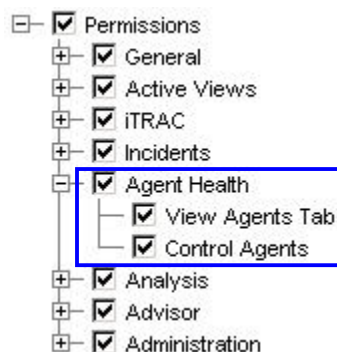 Permissions
General
Active Views
iTRAC
Incidents
Agent Health
View Agents Tab
Control Agents
Analysis
Advisor
Administration